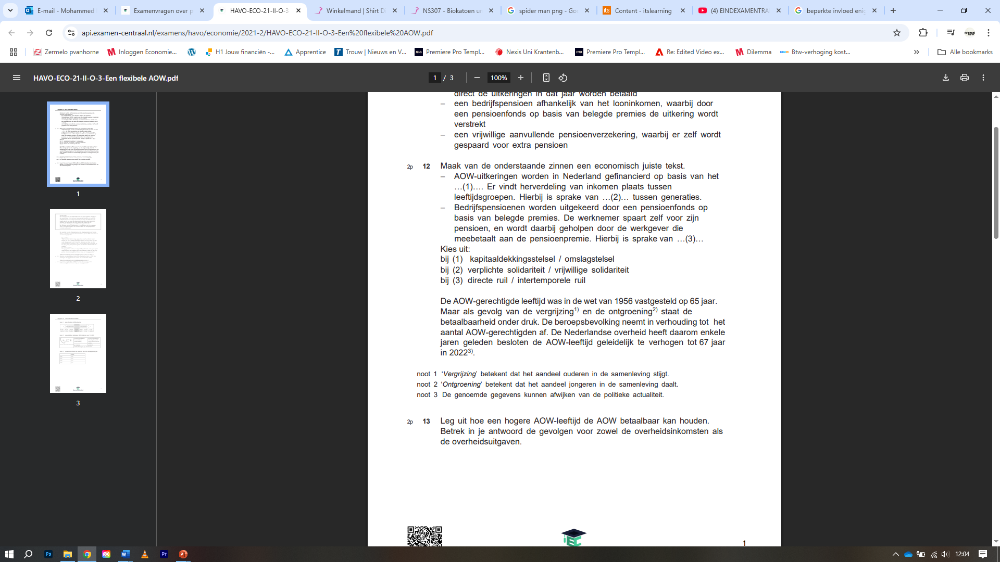 E-mail - Mohammed
Examenvragen over p
HAVO-ECO-21-II-O-3
Winkelmand | Shirt D
NS307 - Biokatoen un
spider man png - Goo
Content - itslearning
(4) EINDEXAMENTRA
beperkte invloed enig
api.examen-centraal.nl/examens/havo/economie/2021-2/HAVO-ECO-21-II-O-3-Een%20flexibele%20AOW.pdf
Zermelo pvanhorne
Inloggen Economie...
H1 Jouw financiën -...
Apprentice
Trouw | Nieuws en V...
Premiere Pro Templ...
Nexis Uni Krantenb...
Premiere Pro Templ...
Re: Edited Video ex...
Dilemma
Btw-verhoging kost...
Alle bookmarks
HAVO-ECO-21-II-O-3-Een flexibele AOW.pdf
1 / 3
100%
direct de uitkeringen in dat jaar worden betaald
– een bedrijfspensioen afhankelijk van het looninkomen, waarbij door
een pensioenfonds op basis van belegde premies de uitkering wordt
verstrekt
– een vrijwillige aanvullende pensioenverzekering, waarbij er zelf wordt
gespaard voor extra pensioen
2p 12 Maak van de onderstaande zinnen een economisch juiste tekst.
– AOW-uitkeringen worden in Nederland gefinancierd op basis van het
…(1)…. Er vindt herverdeling van inkomen plaats tussen
leeftijdsgroepen. Hierbij is sprake van …(2)… tussen generaties.
– Bedrijfspensioenen worden uitgekeerd door een pensioenfonds op
basis van belegde premies. De werknemer spaart zelf voor zijn
pensioen, en wordt daarbij geholpen door de werkgever die
meebetaalt aan de pensioenpremie. Hierbij is sprake van …(3)…
Kies uit:
bij (1) kapitaaldekkingsstelsel / omslagstelsel
bij (2) verplichte solidariteit / vrijwillige solidariteit
bij (3) directe ruil / intertemporele ruil
De AOW-gerechtigde leeftijd was in de wet van 1956 vastgesteld op 65 jaar.
Maar als gevolg van de vergrijzing1) en de ontgroening2) staat de
betaalbaarheid onder druk. De beroepsbevolking neemt in verhouding tot het
aantal AOW-gerechtigden af. De Nederlandse overheid heeft daarom enkele
jaren geleden besloten de AOW-leeftijd geleidelijk te verhogen tot 67 jaar
in 20223).
noot 1 ‘Vergrijzing’ betekent dat het aandeel ouderen in de samenleving stijgt.
noot 2 ‘Ontgroening’ betekent dat het aandeel jongeren in de samenleving daalt.
noot 3 De genoemde gegevens kunnen afwijken van de politieke actualiteit.
2p 13 Leg uit hoe een hogere AOW-leeftijd de AOW betaalbaar kan houden.
Betrek in je antwoord de gevolgen voor zowel de overheidsinkomsten als
de overheidsuitgaven.
1
1
2
3
12:04